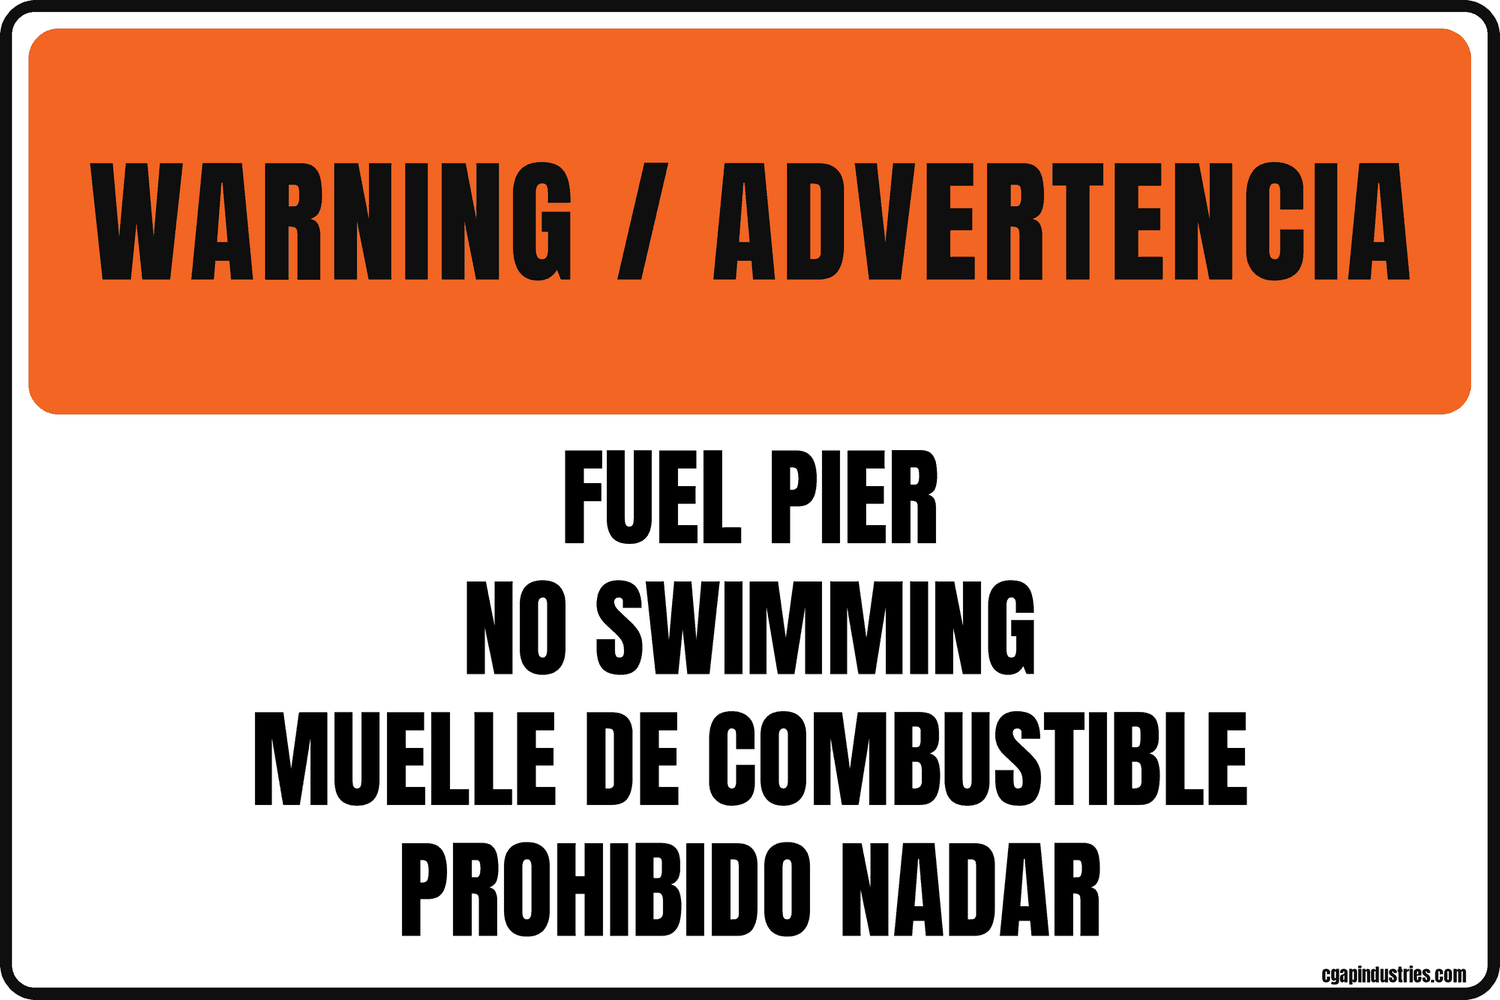 WARNING / ADVERTENCIA
FUEL PIER
NO SWIMMING
MUELLE DE COMBUSTIBLE
PROHIBIDO NADAR
cgapindustries.com